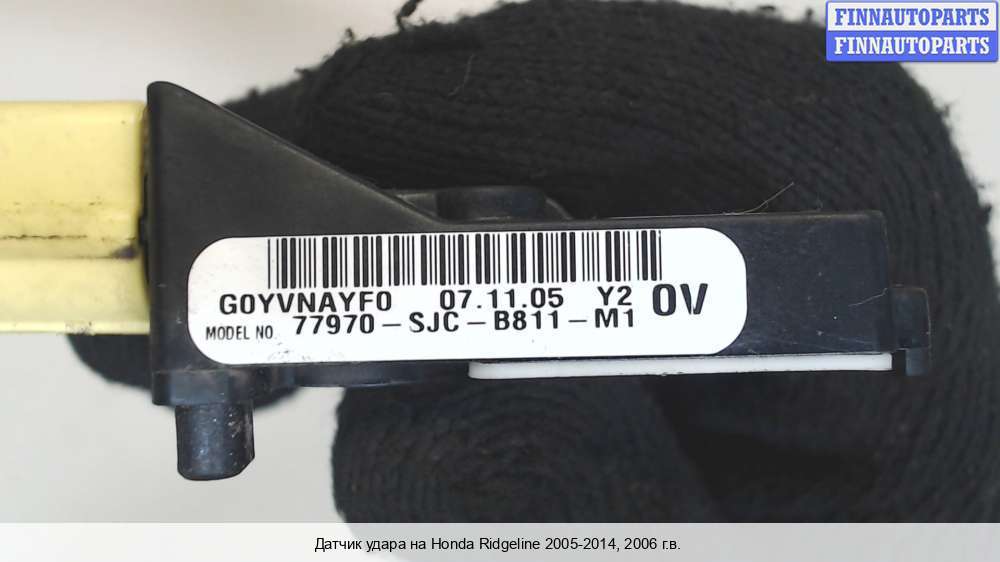 FINNAUTOPARTS
FINNAUTOPARTS
G0YVNAYF0 07.11.05 Y2 0V
MODEL NO. 77970-SJC-B811-M1
Датчик удара на Honda Ridgeline 2005-2014, 2006 г.в.